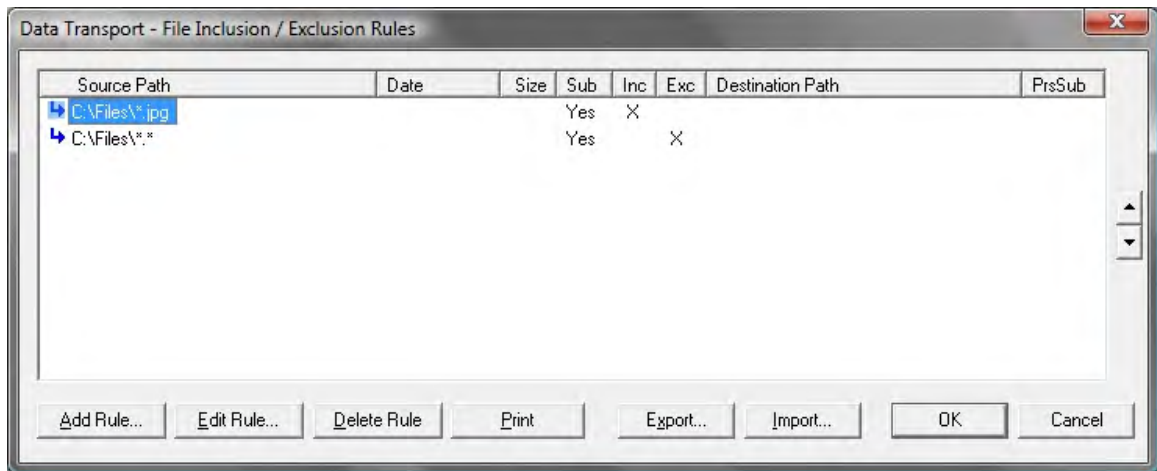 Data Transport - File Inclusion / Exclusion Rules
Source Path Date Size Sub Inc Exc Destination Path PrsSub
C:\Files\*.jpg Yes X
C:\Files\*.* Yes X
Add Rule... Edit Rule... Delete Rule Print Export... Import... OK Cancel